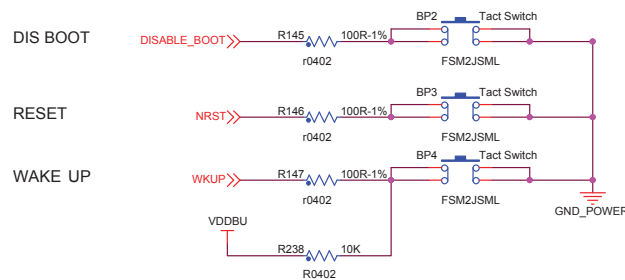 BP2 Tact Switch
DIS BOOT DISABLE_BOOT R145 100R-1%
r0402 FSM2JSML
BP3 Tact Switch
RESET NRST R146 100R-1%
r0402 FSM2JSML
BP4 Tact Switch
WAKE UP WKUP R147 100R-1%
r0402 FSM2JSML
GND_POWER
VDDBU
R238 10K
R0402